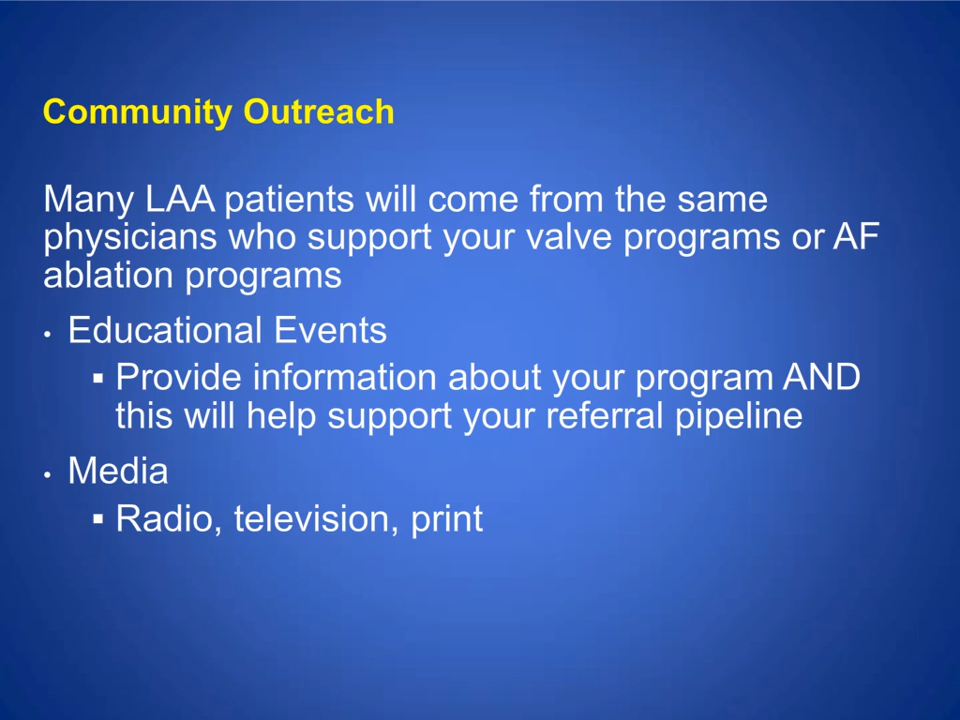 Community Outreach
Many LAA patients will come from the same
physicians who support your valve programs or AF
ablation programs
• Educational Events
▪ Provide information about your program AND
this will help support your referral pipeline
• Media
▪ Radio, television, print